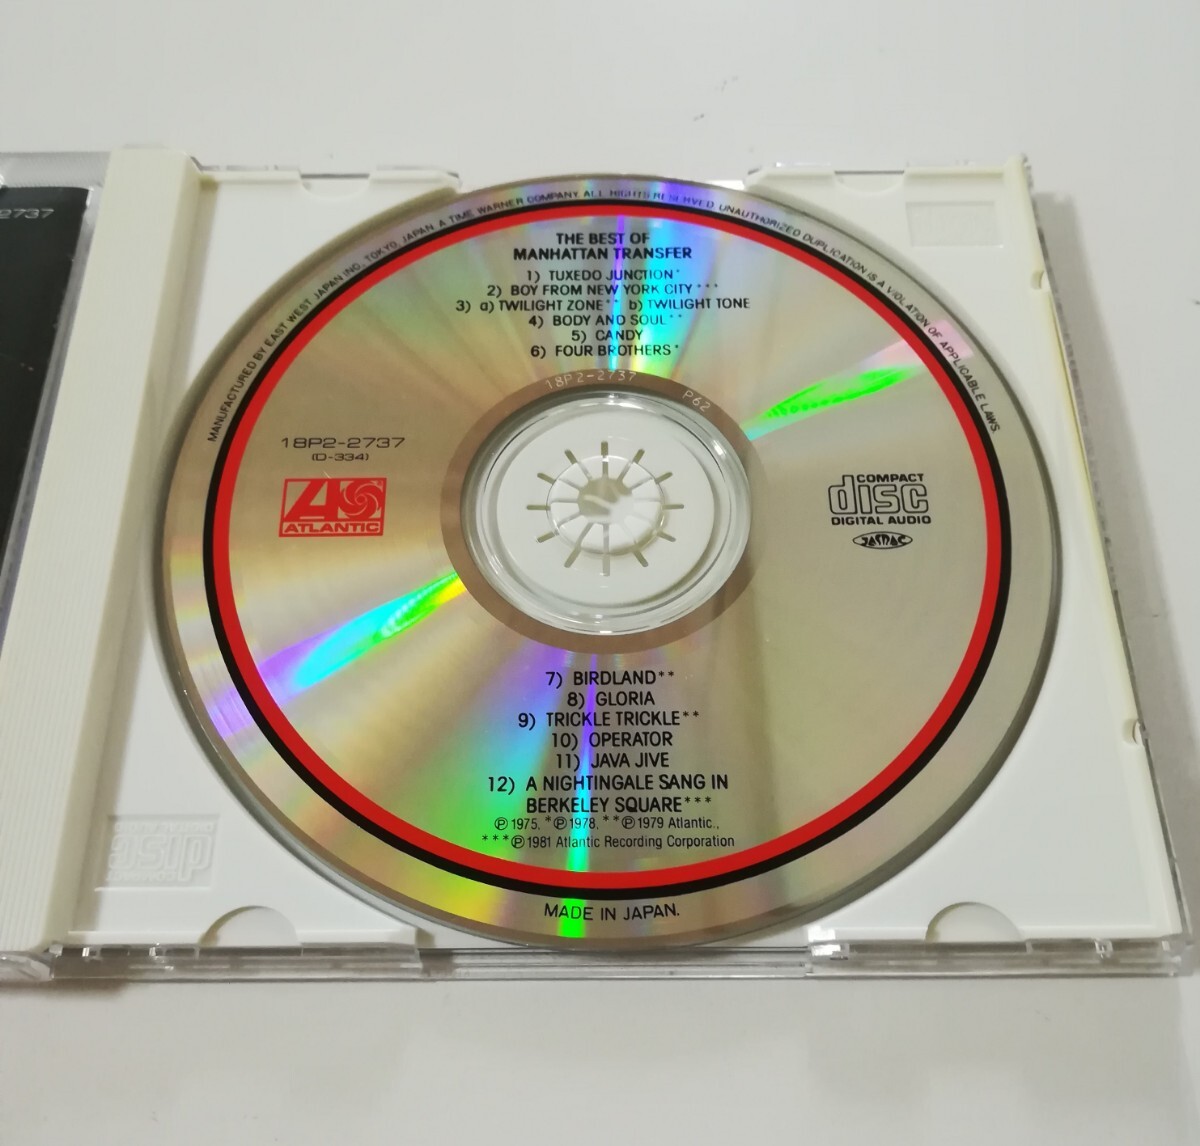 -2737
MANUFACTURED BY EAST WEST JAPAN INC., TOKYO, JAPAN. A TIME WARNER COMPANY ALL RIGHTS RESERVED. UNAUTHORIZED DUPLICATION IS A VIOLATION OF APPLICABLE LAWS.
THE BEST OF
MANHATTAN TRANSFER
1) TUXEDO JUNCTION*
2) BOY FROM NEW YORK CITY***
3) a) TWILIGHT ZONE** b) TWILIGHT TONE
4) BODY AND SOUL**
5) CANDY
6) FOUR BROTHERS*
18P2-2737 P62
18P2-2737
(D-334)
ATLANTIC
COMPACT
disc
DIGITAL AUDIO
JASRAC
7) BIRDLAND**
8) GLORIA
9) TRICKLE TRICKLE**
10) OPERATOR
11) JAVA JIVE
12) A NIGHTINGALE SANG IN
BERKELEY SQUARE***
℗1975, *℗1978, **℗1979 Atlantic.,
***℗1981 Atlantic Recording Corporation
MADE IN JAPAN.